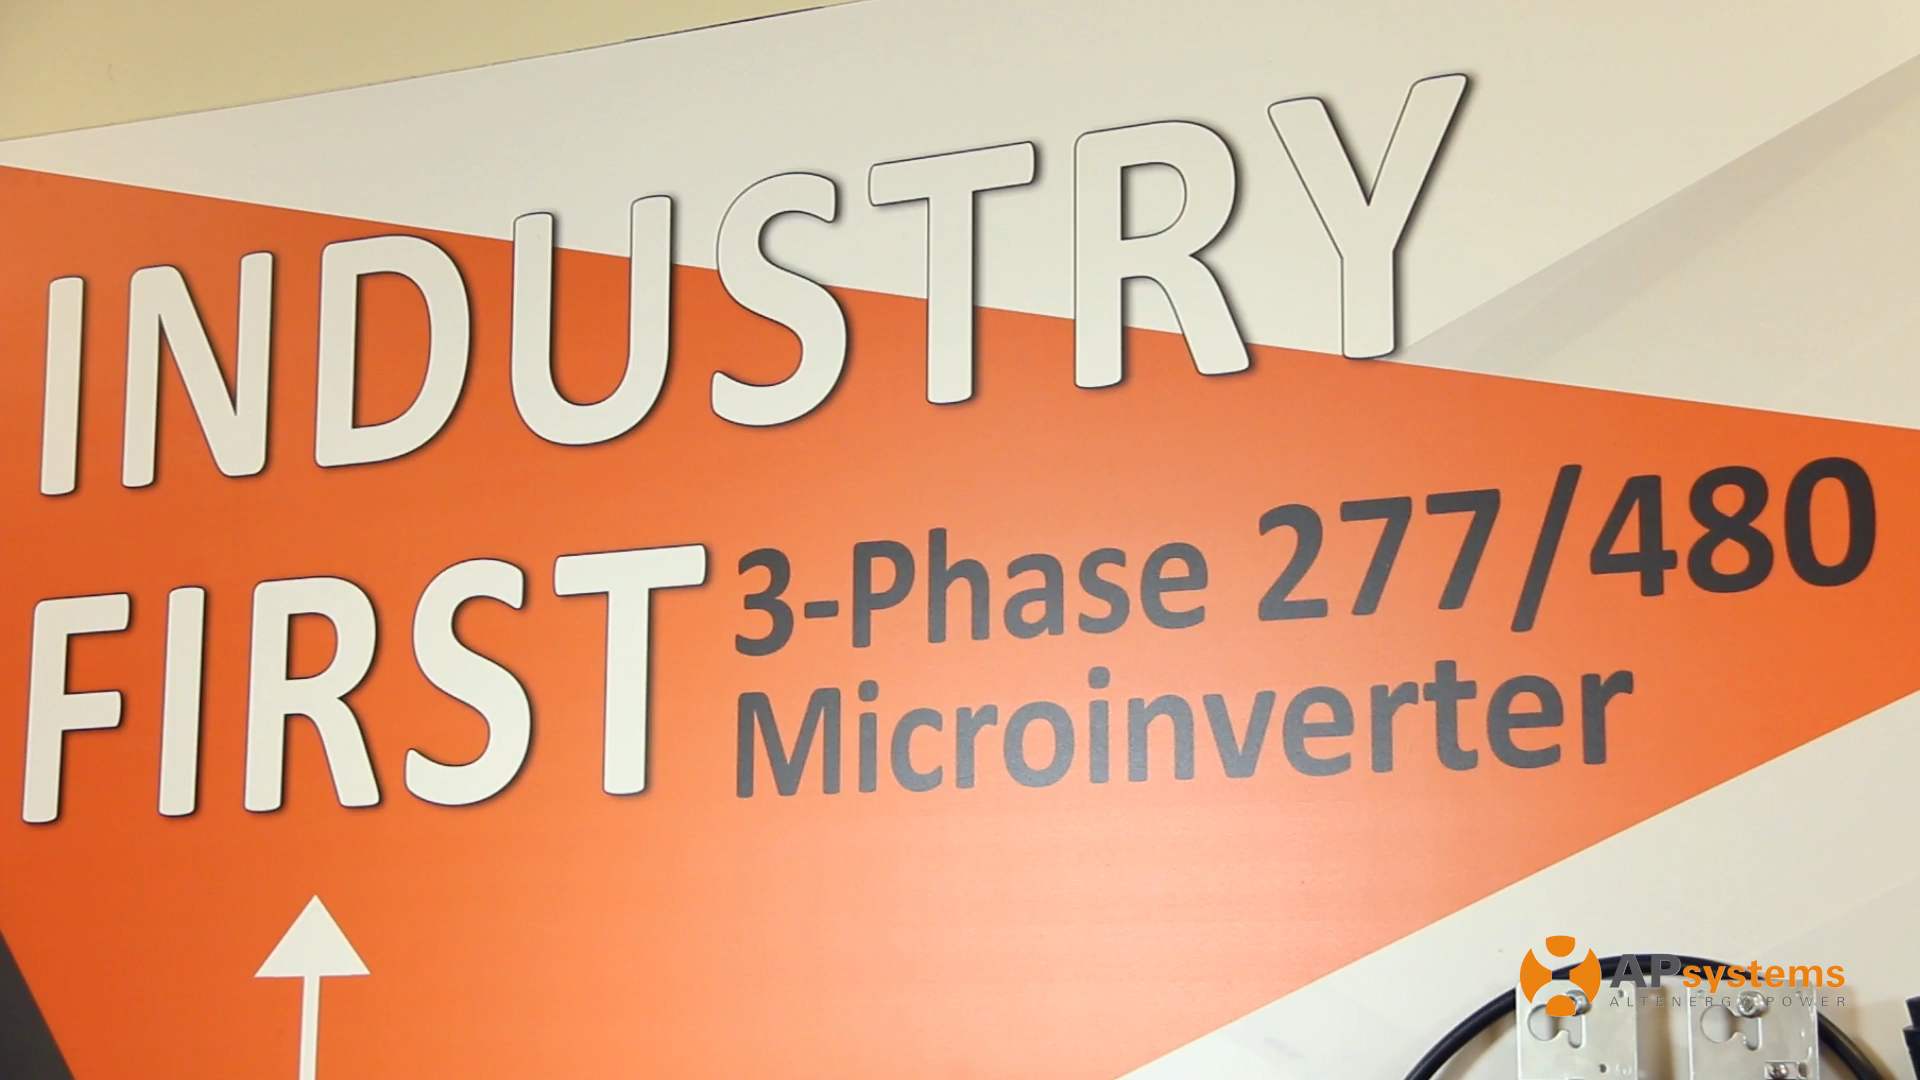 INDUSTRY
FIRST
3-Phase 277/480
Microinverter
APsystems
ALTENERGY POWER